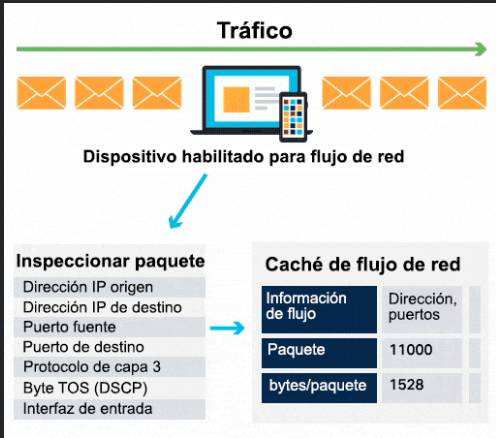 Tráfico
Dispositivo habilitado para flujo de red
Inspeccionar paquete
Dirección IP origen
Dirección IP de destino
Puerto fuente
Puerto de destino
Protocolo de capa 3
Byte TOS (DSCP)
Interfaz de entrada
Caché de flujo de red
Información
de flujo
Dirección,
puertos
Paquete
11000
bytes/paquete
1528